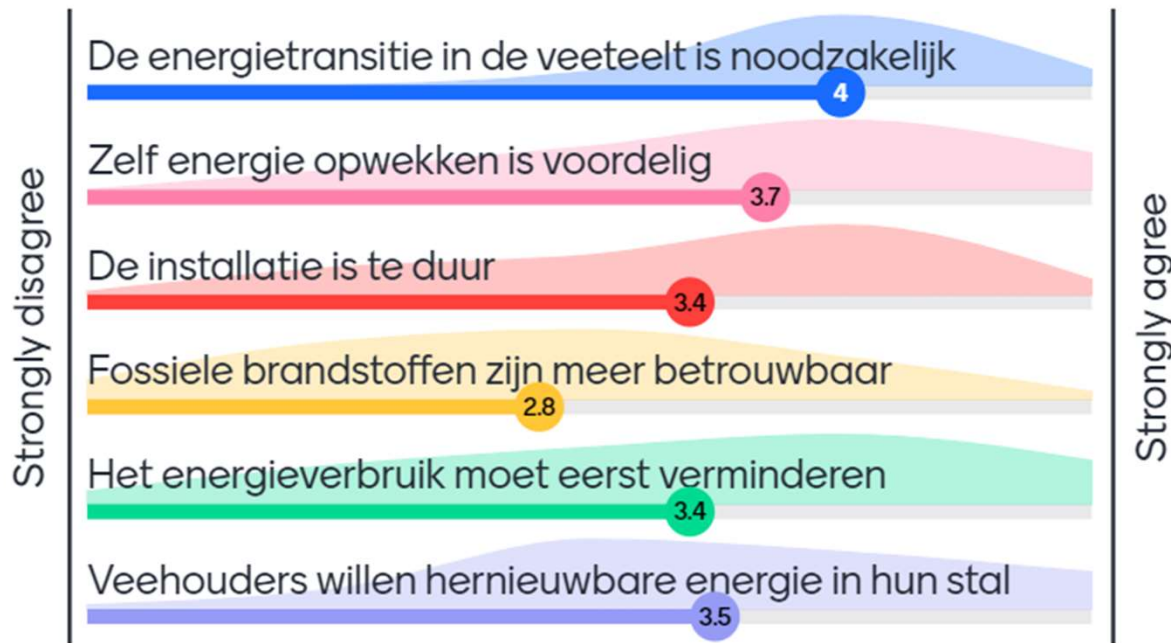 Strongly disagree
De energietransitie in de veeteelt is noodzakelijk
4
Zelf energie opwekken is voordelig
3.7
De installatie is te duur
3.4
Fossiele brandstoffen zijn meer betrouwbaar
2.8
Het energieverbruik moet eerst verminderen
3.4
Veehouders willen hernieuwbare energie in hun stal
3.5
Strongly agree